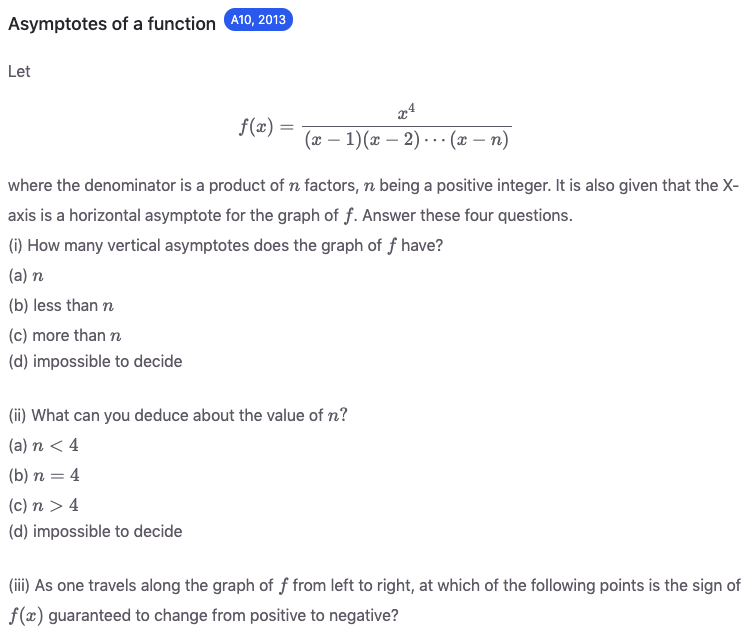 Asymptotes of a function A10, 2013
Let
f(x) = x^4 / ((x − 1)(x − 2) ⋯ (x − n))
where the denominator is a product of n factors, n being a positive integer. It is also given that the X-
axis is a horizontal asymptote for the graph of f. Answer these four questions.
(i) How many vertical asymptotes does the graph of f have?
(a) n
(b) less than n
(c) more than n
(d) impossible to decide
(ii) What can you deduce about the value of n?
(a) n < 4
(b) n = 4
(c) n > 4
(d) impossible to decide
(iii) As one travels along the graph of f from left to right, at which of the following points is the sign of
f(x) guaranteed to change from positive to negative?